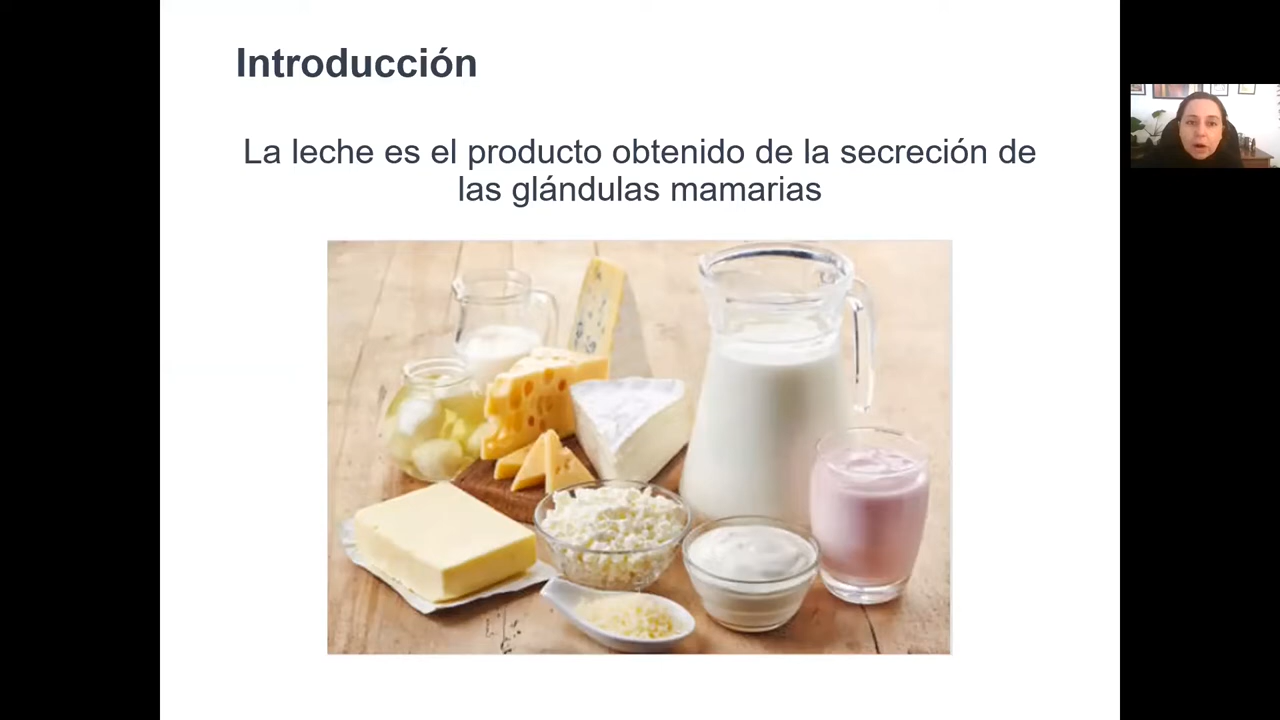 Introducción
La leche es el producto obtenido de la secreción de
las glándulas mamarias